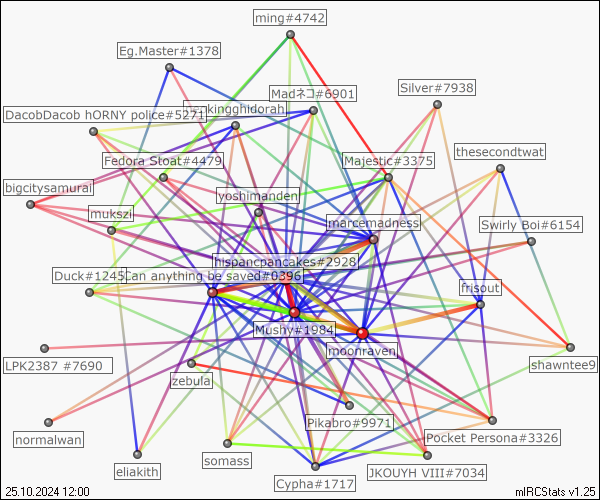 ming#4742
Eg.Master#1378
Madネコ#6901
Silver#7938
DacobDacob hORNY police#5271
kingghidorah
thesecondtwat
Fedora Stoat#4479
Majestic#3375
bigcitysamurai
yoshimanden
mukszi
marcemadness
Swirly Boi#6154
hispancpancakes#2928
Duck#1245
can anything be saved#0396
frisout
Mushy#1984
moonraven
LPK2387 #7690
shawntee9
zebula
Pikabro#9971
normalwan
Pocket Persona#3326
eliakith
somass
JKOUYH VIII#7034
Cypha#1717
25.10.2024 12:00
mIRCStats v1.25